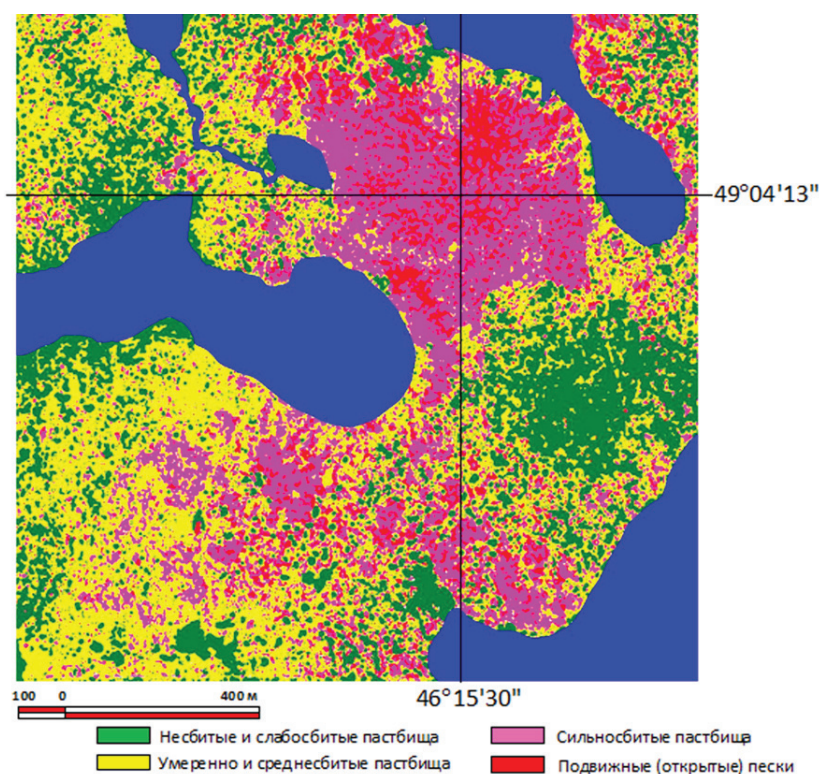 49°04'13"
100 0 400 м
46°15'30"
Несбитые и слабосбитые пастбища
Сильносбитые пастбища
Умеренно и среднесбитые пастбища
Подвижные (открытые) пески